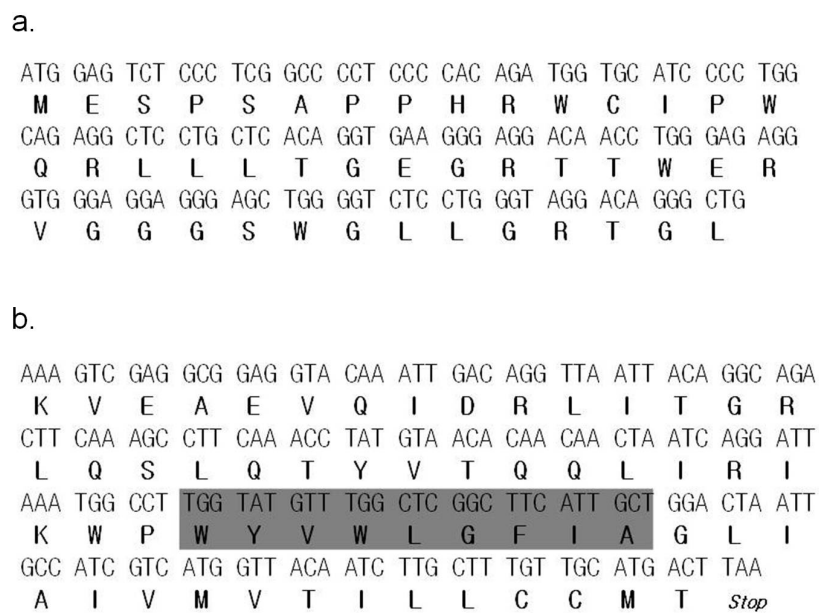 a.
ATG GAG TCT CCC TCG GCC CCT CCC CAC AGA TGG TGC ATC CCC TGG
M E S P S A P P H R W C I P W
CAG AGG CTC CTG CTC ACA GGT GAA GGG AGG ACA ACC TGG GAG AGG
Q R L L L T G E G R T T W E R
GTG GGA GGA GGG AGC TGG GGT CTC CTG GGT AGG ACA GGG CTG
V G G G S W G L L G R T G L
b.
AAA GTC GAG GCG GAG GTA CAA ATT GAC AGG TTA ATT ACA GGC AGA
K V E A E V Q I D R L I T G R
CTT CAA AGC CTT CAA ACC TAT GTA ACA CAA CAA CTA ATC AGG ATT
L Q S L Q T Y V T Q Q L I R I
AAA TGG CCT TGG TAT GTT TGG CTC GGC TTC ATT GCT GGA CTA ATT
K W P W Y V W L G F I A G L I
GCC ATC GTC ATG GTT ACA ATC TTG CTT TGT TGC ATG ACT TAA
A I V M V T I L L C C M T Stop